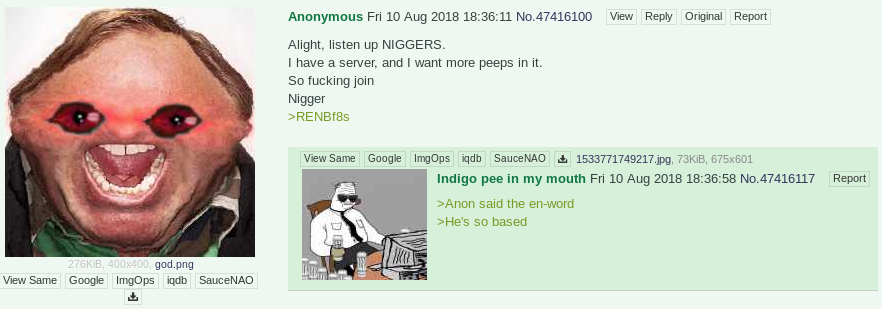 Anonymous Fri 10 Aug 2018 18:36:11 No.47416100 View Reply Original Report
Alight, listen up NIGGERS.
I have a server, and I want more peeps in it.
So fucking join
Nigger
>RENBf8s
276KiB, 400x400, god.png
View Same Google ImgOps iqdb SauceNAO
View Same Google ImgOps iqdb SauceNAO 1533771749217.jpg, 73KiB, 675x601
Indigo pee in my mouth Fri 10 Aug 2018 18:36:58 No.47416117 Report
>Anon said the en-word
>He's so based